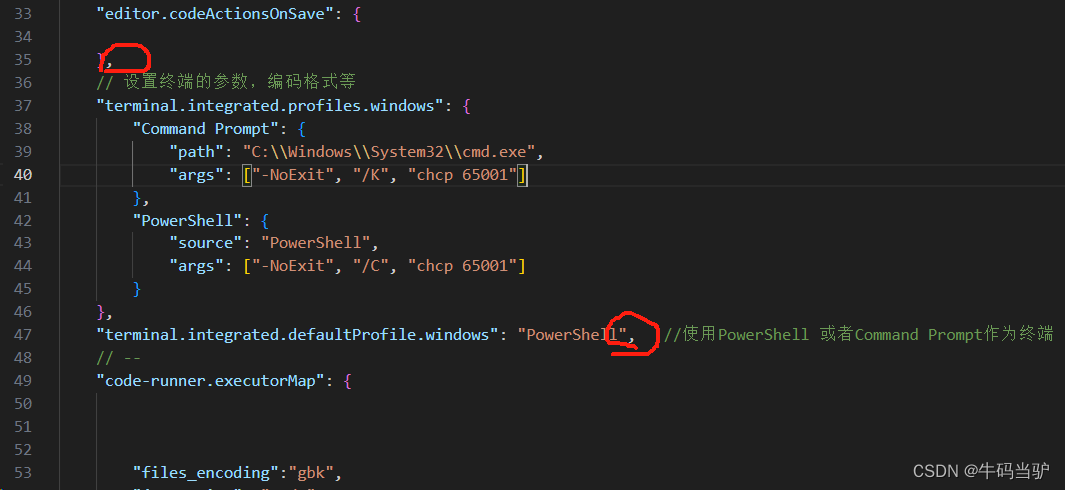 33 "editor.codeActionsOnSave": {
34
35 },
36 // 设置终端的参数，编码格式等
37 "terminal.integrated.profiles.windows": {
38 "Command Prompt": {
39 "path": "C:\\Windows\\System32\\cmd.exe",
40 "args": ["-NoExit", "/K", "chcp 65001"]
41 },
42 "PowerShell": {
43 "source": "PowerShell",
44 "args": ["-NoExit", "/C", "chcp 65001"]
45 }
46 },
47 "terminal.integrated.defaultProfile.windows": "PowerShell", //使用PowerShell 或者Command Prompt作为终端
48 // --
49 "code-runner.executorMap": {
50
51
52
53 "files_encoding":"gbk",
CSDN @牛码当驴